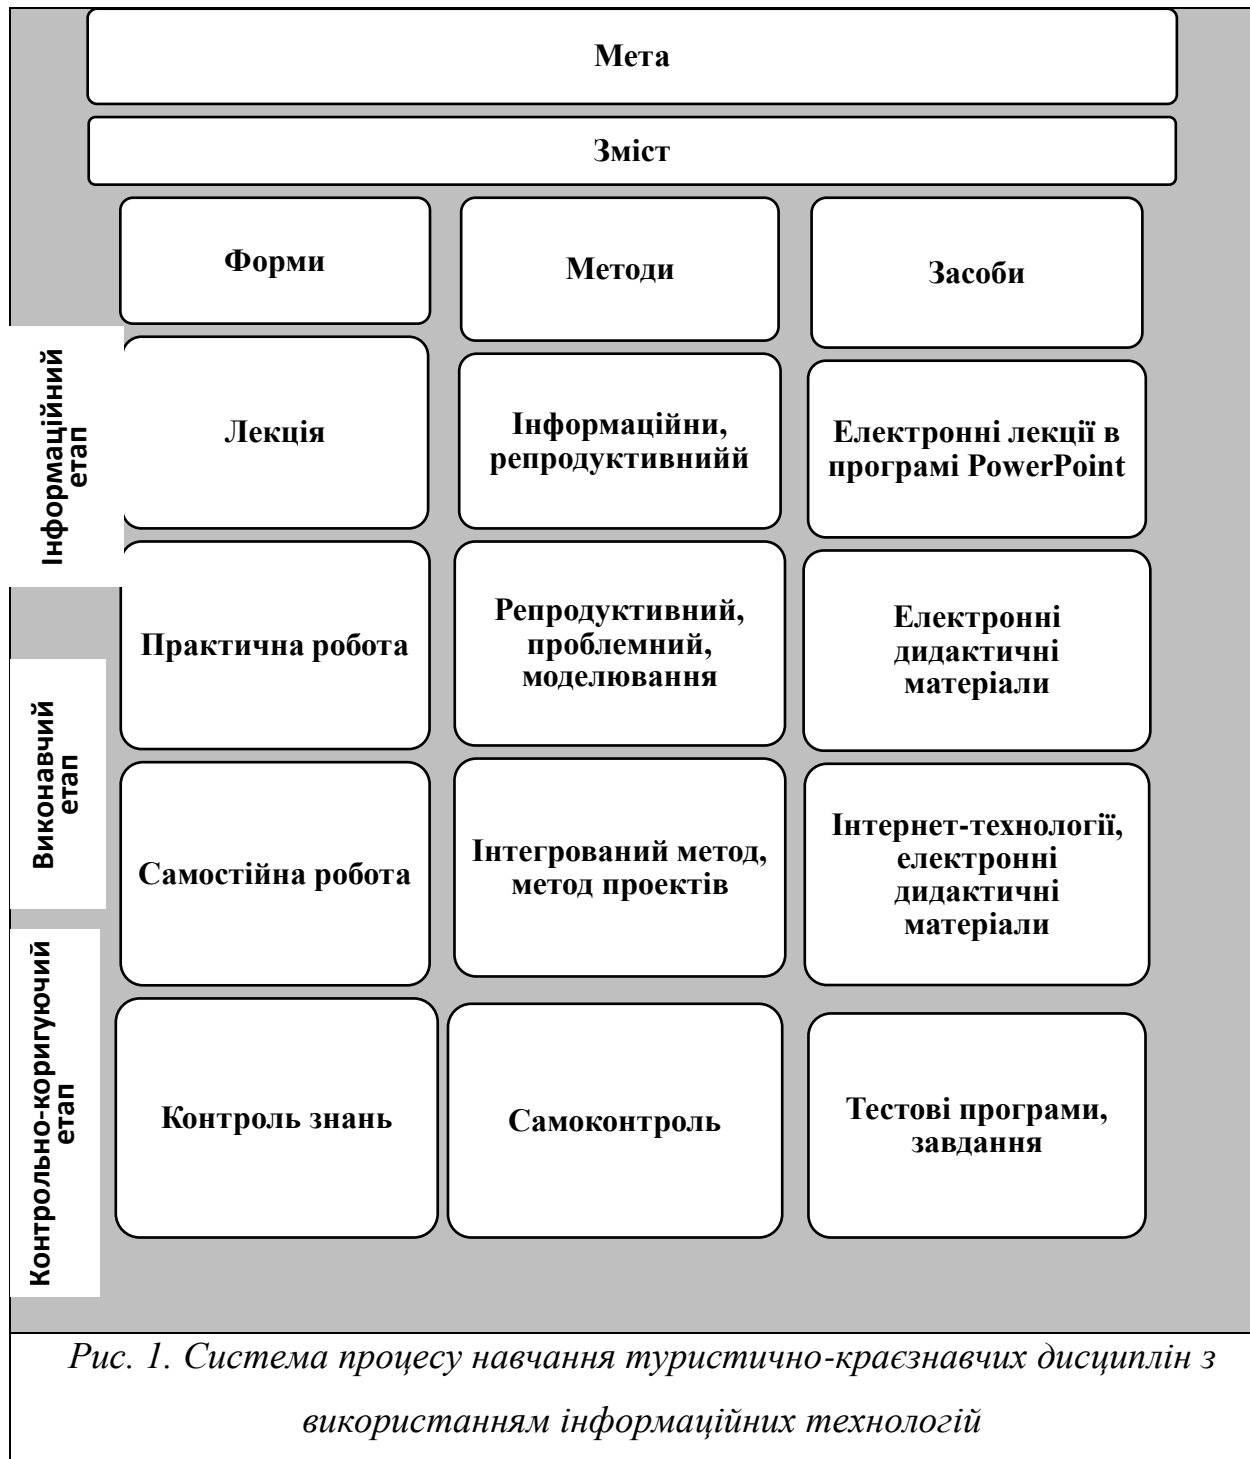 Мета
Зміст
Форми
Методи
Засоби
Інформаційний
етап
Лекція
Інформаційни,
репродуктивнийй
Електронні лекції в
програмі PowerPoint
Практична робота
Репродуктивний,
проблемний,
моделювання
Електронні
дидактичні
матеріали
Виконавчий
етап
Самостійна робота
Інтегрований метод,
метод проектів
Інтернет-технології,
електронні
дидактичні
матеріали
Контрольно-коригуючий
етап
Контроль знань
Самоконтроль
Тестові програми,
завдання
Рис. 1. Система процесу навчання туристично-краєзнавчих дисциплін з
використанням інформаційних технологій